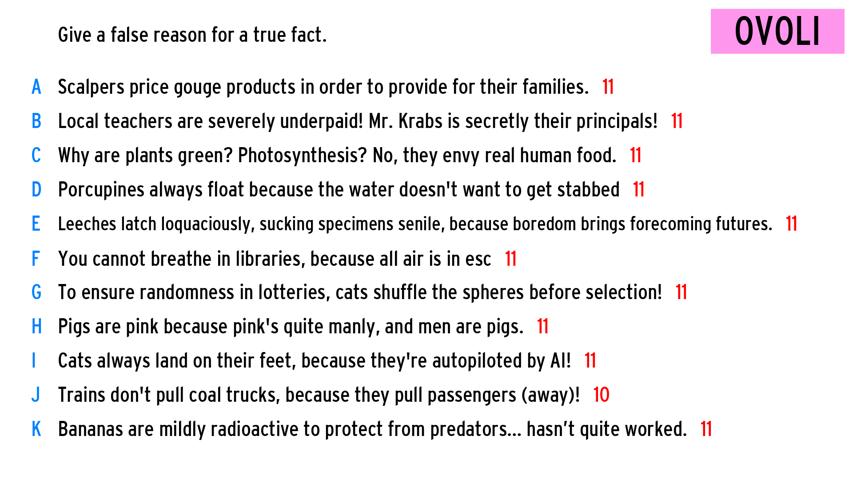 Give a false reason for a true fact.
OVOLI
A Scalpers price gouge products in order to provide for their families. 11
B Local teachers are severely underpaid! Mr. Krabs is secretly their principals! 11
C Why are plants green? Photosynthesis? No, they envy real human food. 11
D Porcupines always float because the water doesn't want to get stabbed 11
E Leeches latch loquaciously, sucking specimens senile, because boredom brings forecoming futures. 11
F You cannot breathe in libraries, because all air is in esc 11
G To ensure randomness in lotteries, cats shuffle the spheres before selection! 11
H Pigs are pink because pink's quite manly, and men are pigs. 11
I Cats always land on their feet, because they're autopiloted by AI! 11
J Trains don't pull coal trucks, because they pull passengers (away)! 10
K Bananas are mildly radioactive to protect from predators... hasn’t quite worked. 11